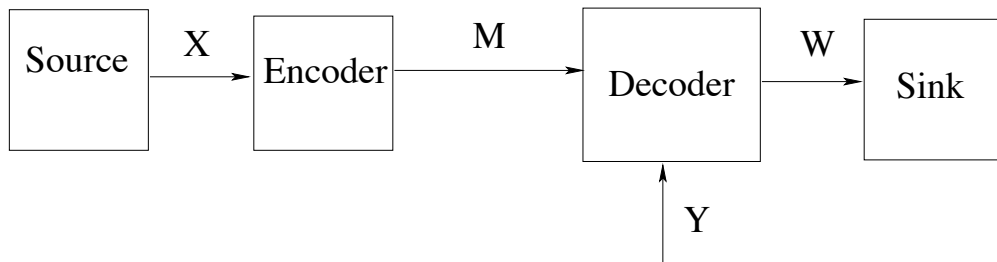 Source
X
Encoder
M
Decoder
W
Sink
Y